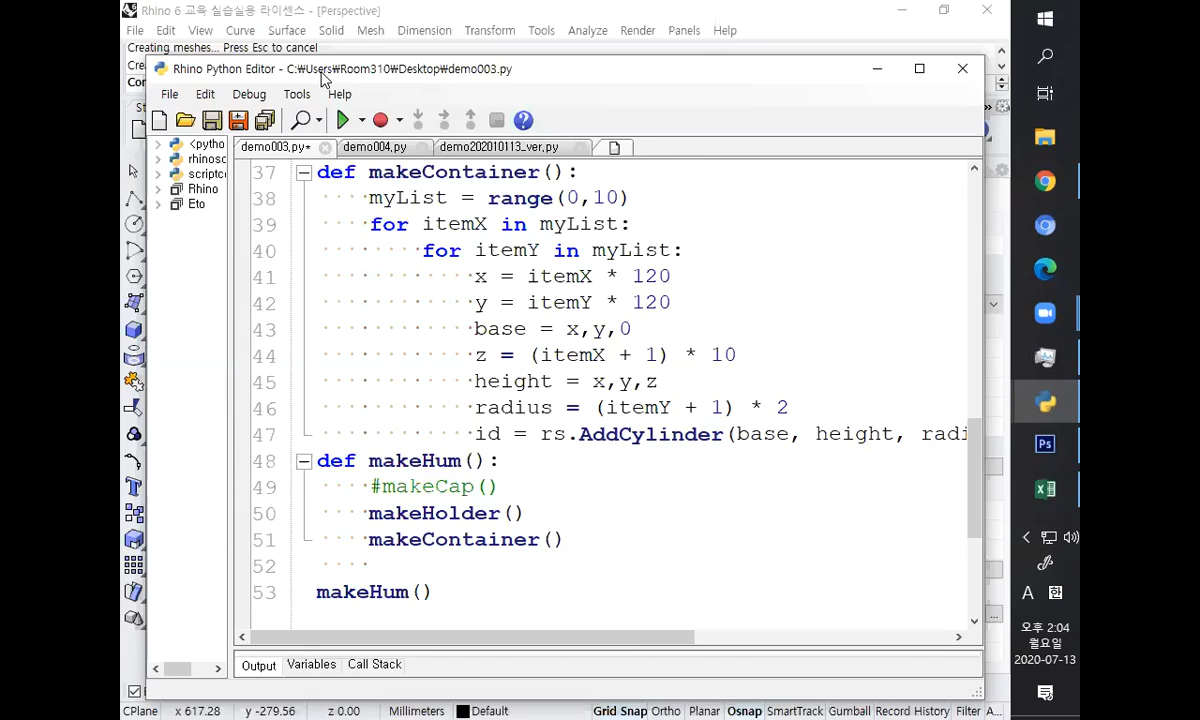 Rhino 6 교육 실습실용 라이센스 - [Perspective]
File Edit View Curve Surface Solid Mesh Dimension Transform Tools Analyze Render Panels Help
Creating meshes... Press Esc to cancel
Crea
Rhino Python Editor - C:₩Users₩Room310₩Desktop₩demo003.py
Con
File Edit Debug Tools Help
St
demo003.py* demo004.py demo202010113_ver.py
<pytho
rhinosc
scriptc
Rhino
Eto
37 def makeContainer():
38 myList = range(0,10)
39 for itemX in myList:
40 for itemY in myList:
41 x = itemX * 120
42 y = itemY * 120
43 base = x,y,0
44 z = (itemX + 1) * 10
45 height = x,y,z
46 radius = (itemY + 1) * 2
47 id = rs.AddCylinder(base, height, radi
48 def makeHum():
49 #makeCap()
50 makeHolder()
51 makeContainer()
52
53 makeHum()
Output Variables Call Stack
CPlane x 617.28 y -279.56 z 0.00 Millimeters Default Grid Snap Ortho Planar Osnap SmartTrack Gumball Record History Filter A...
Ps
A 한
오후 2:04
월요일
2020-07-13